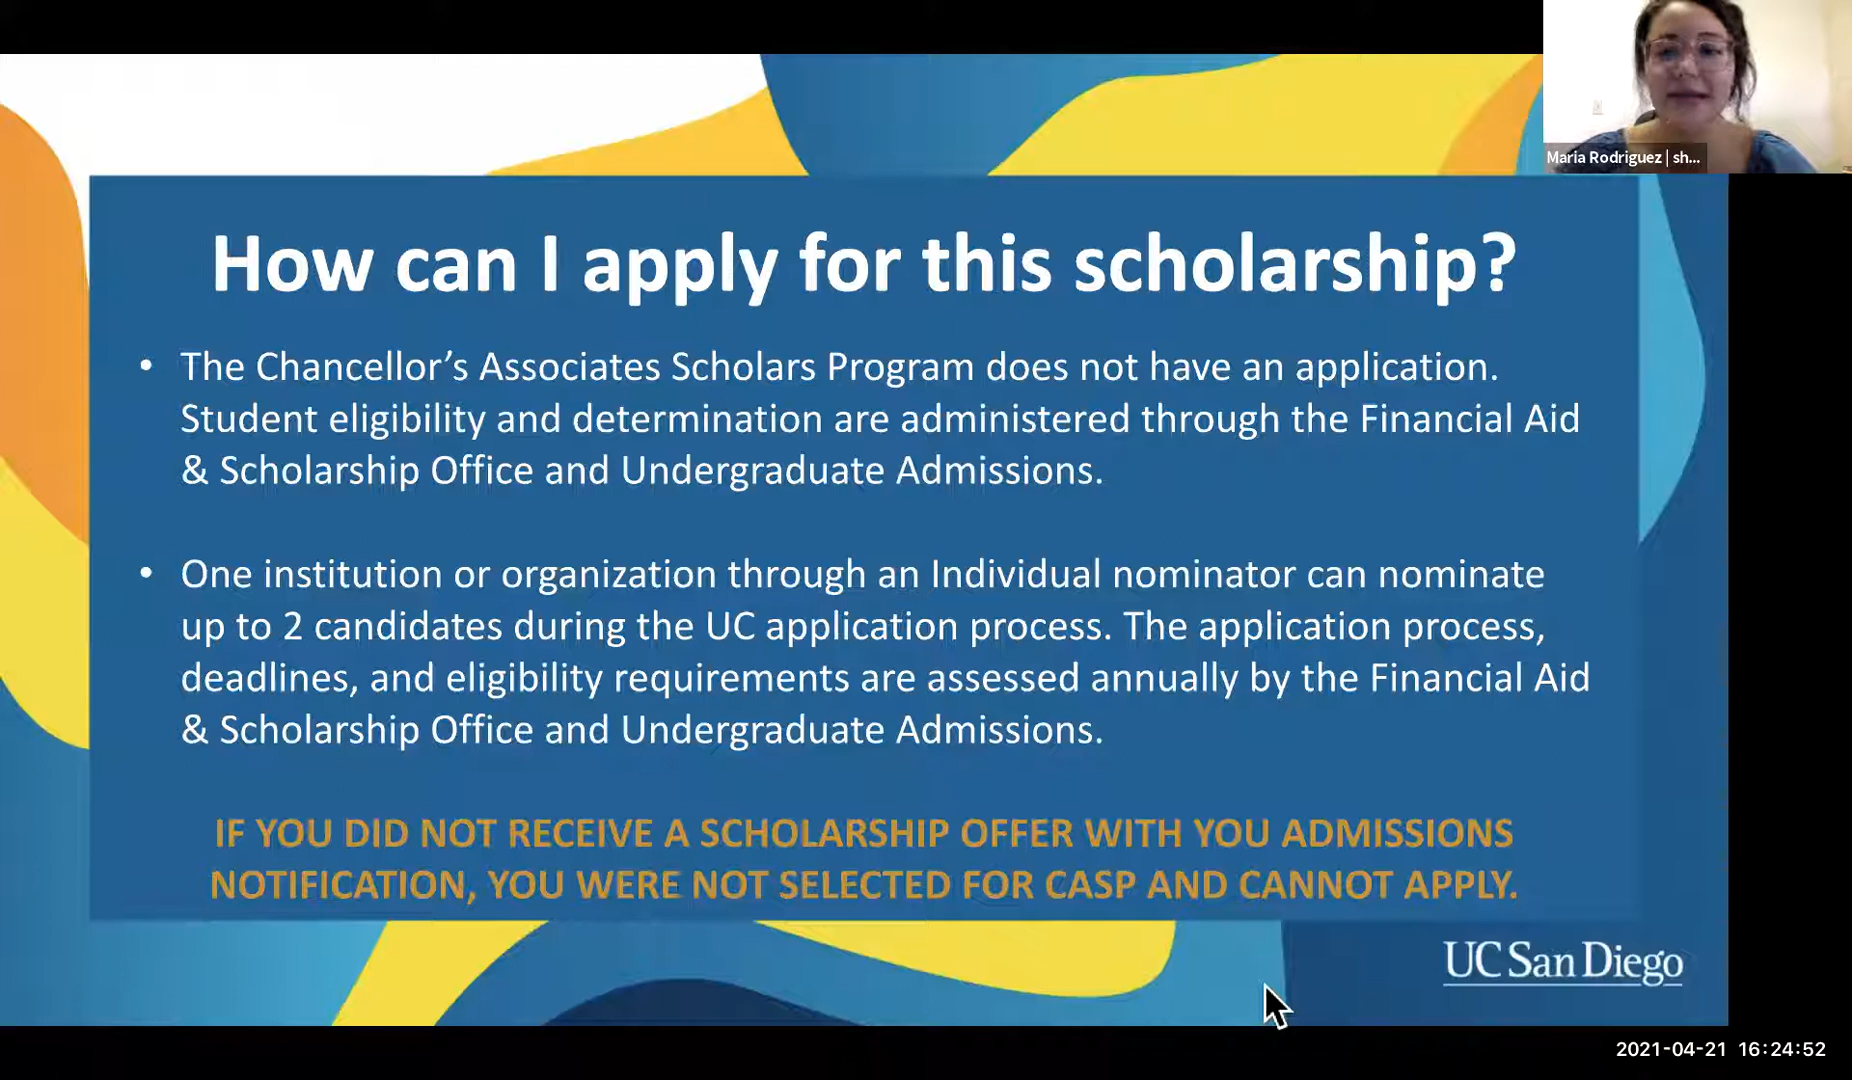 Maria Rodriguez | sh...
How can I apply for this scholarship?
• The Chancellor's Associates Scholars Program does not have an application.
Student eligibility and determination are administered through the Financial Aid
& Scholarship Office and Undergraduate Admissions.
• One institution or organization through an Individual nominator can nominate
up to 2 candidates during the UC application process. The application process,
deadlines, and eligibility requirements are assessed annually by the Financial Aid
& Scholarship Office and Undergraduate Admissions.
IF YOU DID NOT RECEIVE A SCHOLARSHIP OFFER WITH YOU ADMISSIONS
NOTIFICATION, YOU WERE NOT SELECTED FOR CASP AND CANNOT APPLY.
UC San Diego
2021-04-21 16:24:52